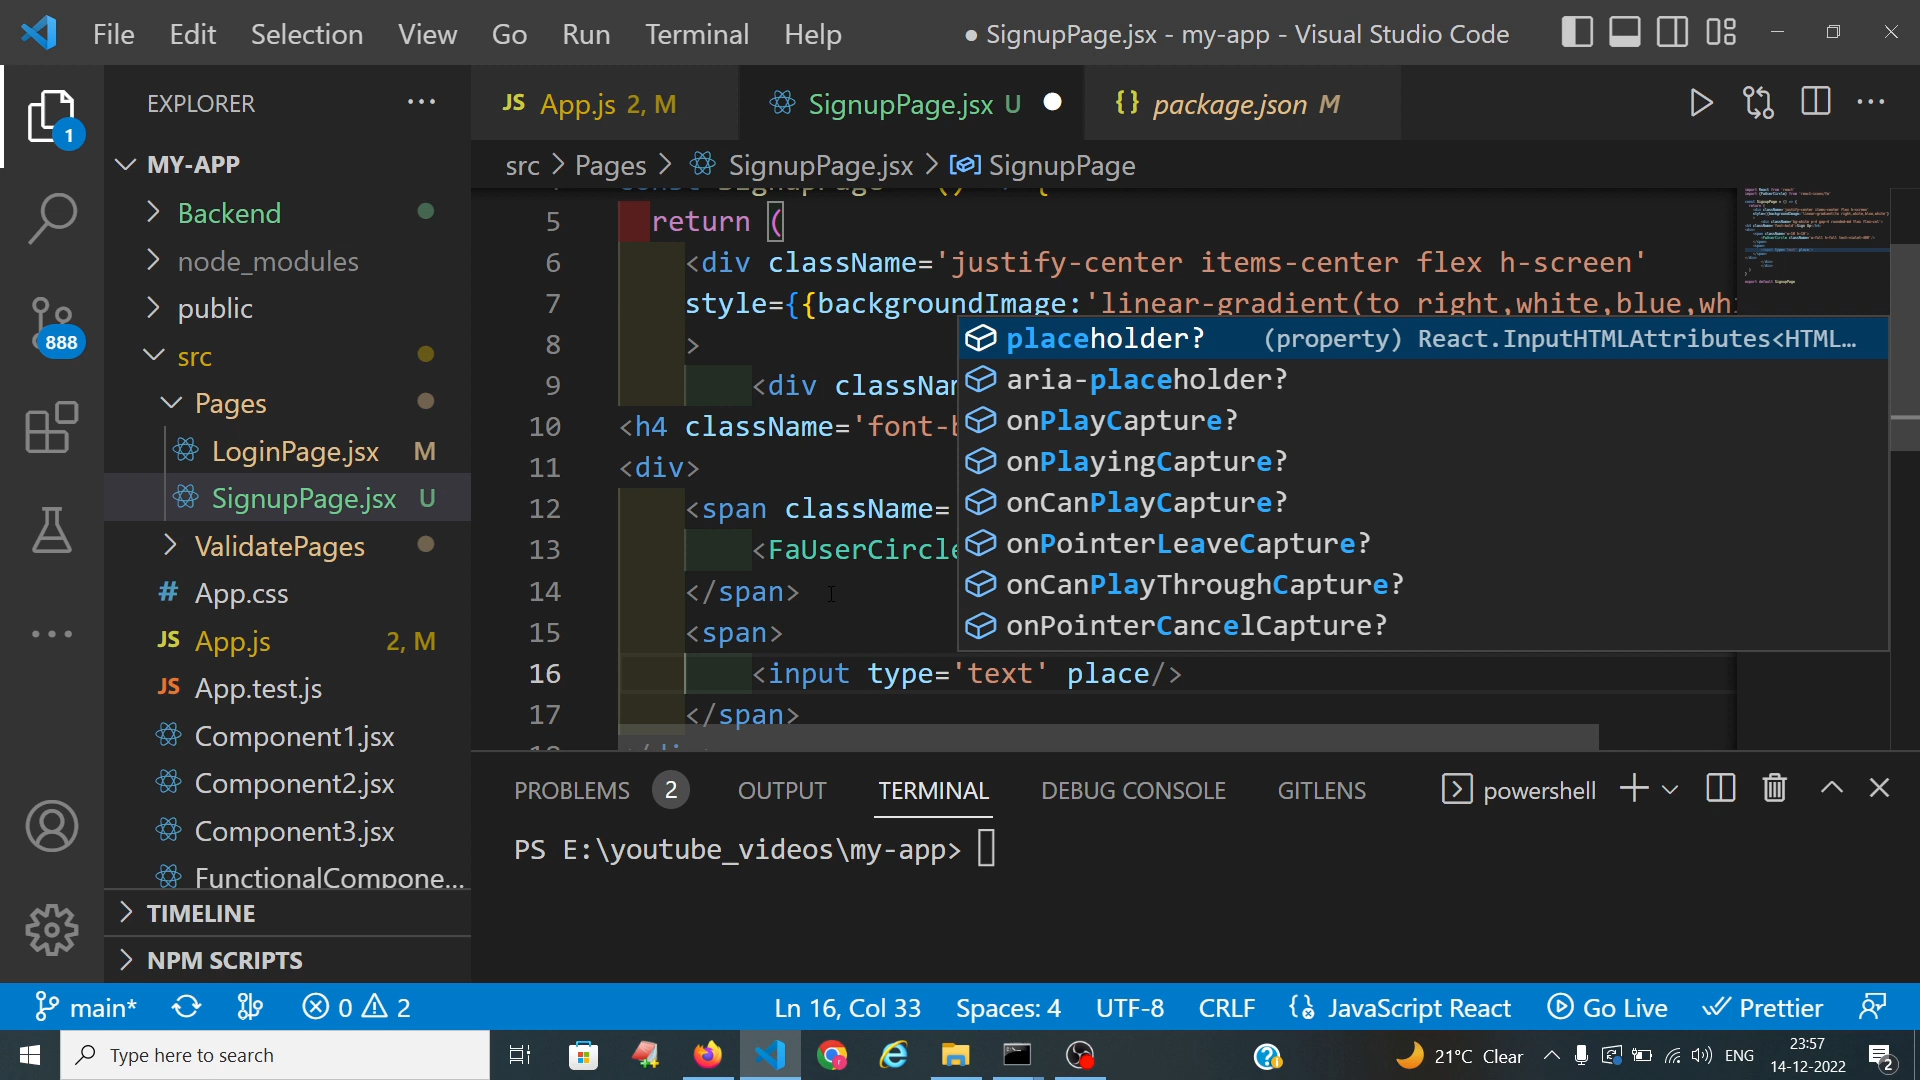 File Edit Selection View Go Run Terminal Help
● SignupPage.jsx - my-app - Visual Studio Code
EXPLORER ···
1
888
MY-APP
Backend
node_modules
public
src
Pages
LoginPage.jsx M
SignupPage.jsx U
ValidatePages
# App.css
JS App.js 2, M
JS App.test.js
Component1.jsx
Component2.jsx
Component3.jsx
FunctionalCompone...
TIMELINE
NPM SCRIPTS
JS App.js 2, M
SignupPage.jsx U ●
{} package.json M
src > Pages > SignupPage.jsx > SignupPage
5 return (
6 <div className='justify-center items-center flex h-screen'
7 style={{backgroundImage:'linear-gradient(to right,white,blue,whi
8 >
9 <div classNam
10 <h4 className='font-b
11 <div>
12 <span className=
13 <FaUserCircle
14 </span>
15 <span>
16 <input type='text' place/>
17 </span>
placeholder? (property) React.InputHTMLAttributes<HTML...
aria-placeholder?
onPlayCapture?
onPlayingCapture?
onCanPlayCapture?
onPointerLeaveCapture?
onCanPlayThroughCapture?
onPointerCancelCapture?
PROBLEMS 2 OUTPUT TERMINAL DEBUG CONSOLE GITLENS
powershell
PS E:\youtube_videos\my-app>
main* 0 2
Ln 16, Col 33 Spaces: 4 UTF-8 CRLF JavaScript React Go Live Prettier
Type here to search
21°C Clear
ENG
23:57
14-12-2022
2